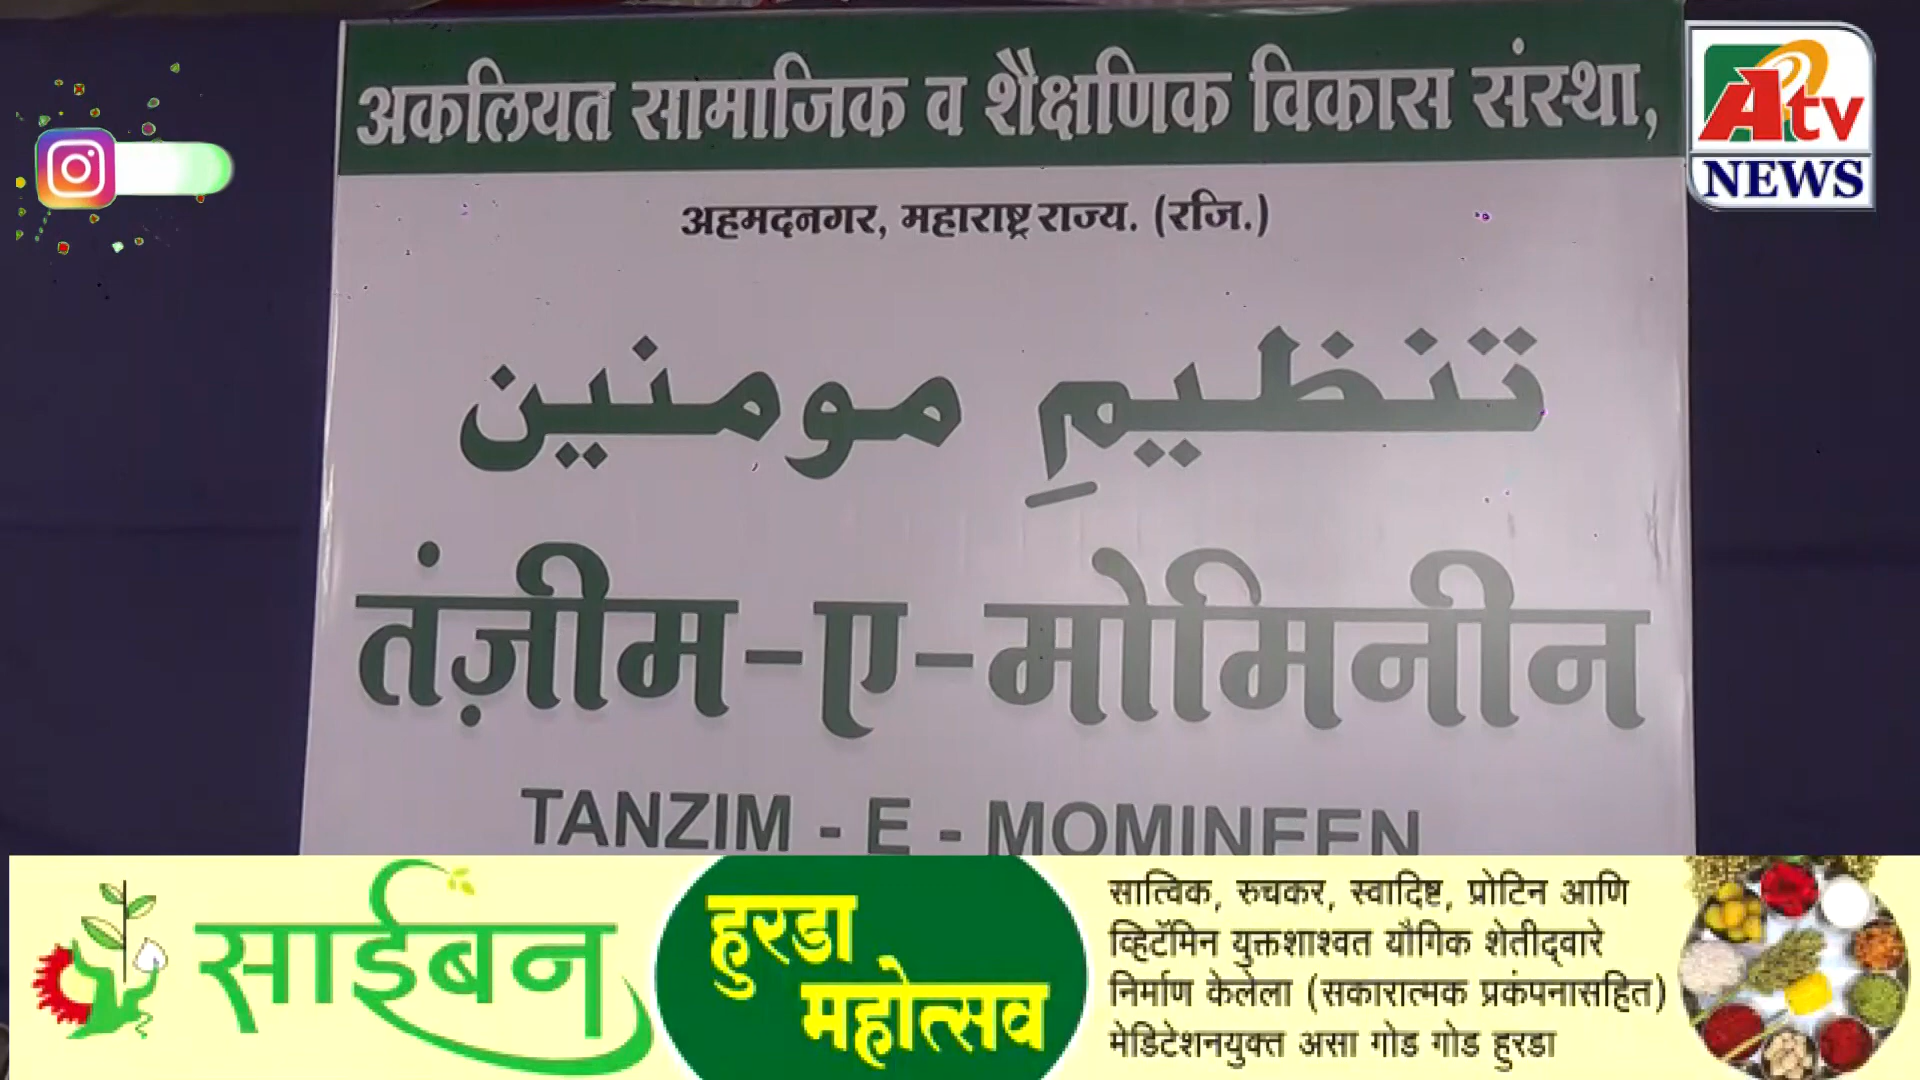 अकलियत सामाजिक व शैक्षणिक विकास संस्था,
अहमदनगर, महाराष्ट्र राज्य. (रजि.)
تنظیمِ مومنین
तंज़ीम-ए-मोमिनीन
TANZIM - E - MOMINEEN
Atv
NEWS
साईबन
हुरडा
महोत्सव
सात्विक, रुचकर, स्वादिष्ट, प्रोटिन आणि
व्हिटॅमिन युक्तशाश्वत यौगिक शेतीद्वारे
निर्माण केलेला (सकारात्मक प्रकंपनासहित)
मेडिटेशनयुक्त असा गोड गोड हुरडा